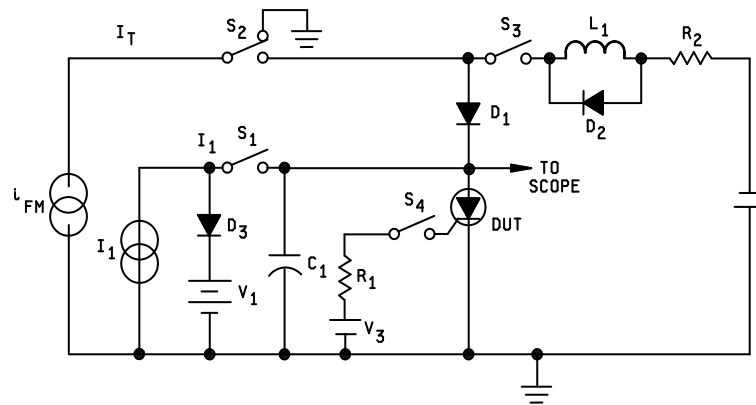 I_T
S_2
S_3
L_1
R_2
D_1
D_2
I_1
S_1
TO
SCOPE
i_FM
I_1
D_3
V_1
C_1
S_4
R_1
V_3
DUT